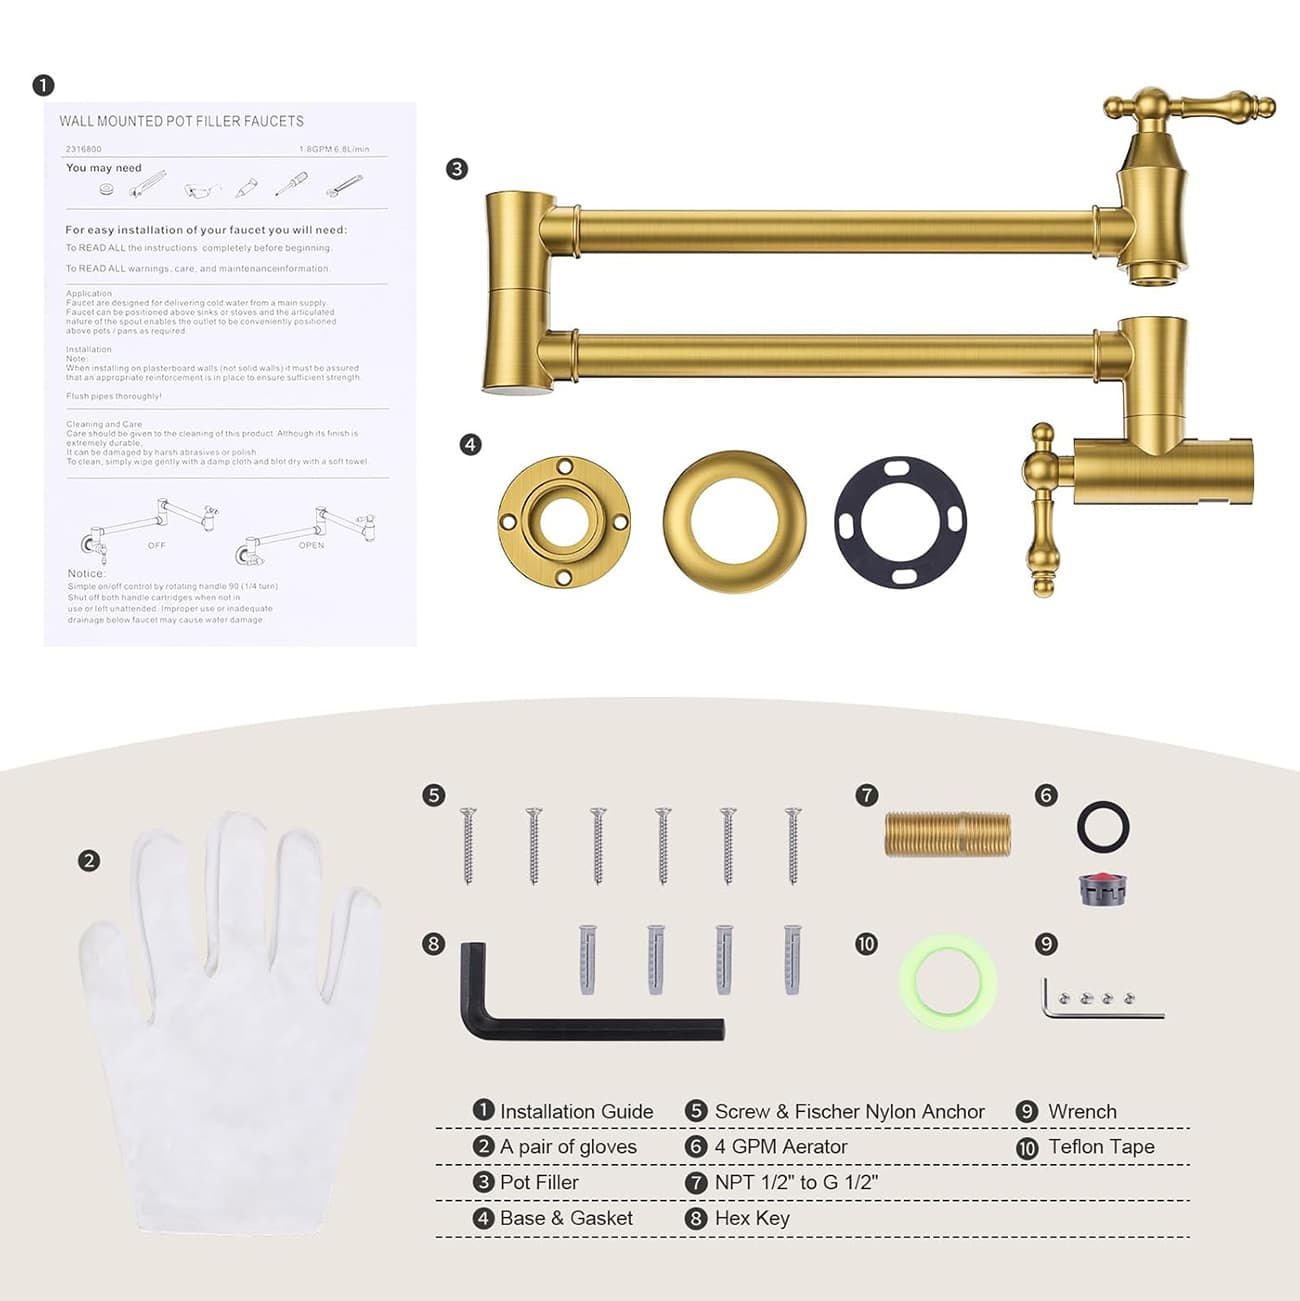 1
WALL MOUNTED POT FILLER FAUCETS
2316800 1.8GPM 6.8L/min
You may need
For easy installation of your faucet you will need:
To READ ALL the instructions completely before beginning.
To READ ALL warnings, care, and maintenanceinformation.
Application
Faucet are designed for delivering cold water from a main supply.
Faucet can be positioned above sinks or stoves and the articulated
nature of the spout enables the outlet to be conveniently positioned
above pots / pans as required.
Installation
Note:
When installing on plasterboard walls (not solid walls) it must be assured
that an appropriate reinforcement is in place to ensure sufficient strength.
Flush pipes thoroughly!
Cleaning and Care
Care should be given to the cleaning of this product. Although its finish is
extremely durable,
It can be damaged by harsh abrasives or polish.
To clean, simply wipe gently with a damp cloth and blot dry with a soft towel.
OFF OPEN
Notice:
Simple on/off control by rotating handle 90 (1/4 turn)
Shut off both handle cartridges when not in
use or left unattended. Improper use or inadequate
drainage below faucet may cause water damage.
3
4
2
5
7
6
8
10
9
1 Installation Guide 5 Screw & Fischer Nylon Anchor 9 Wrench
2 A pair of gloves 6 4 GPM Aerator 10 Teflon Tape
3 Pot Filler 7 NPT 1/2" to G 1/2"
4 Base & Gasket 8 Hex Key